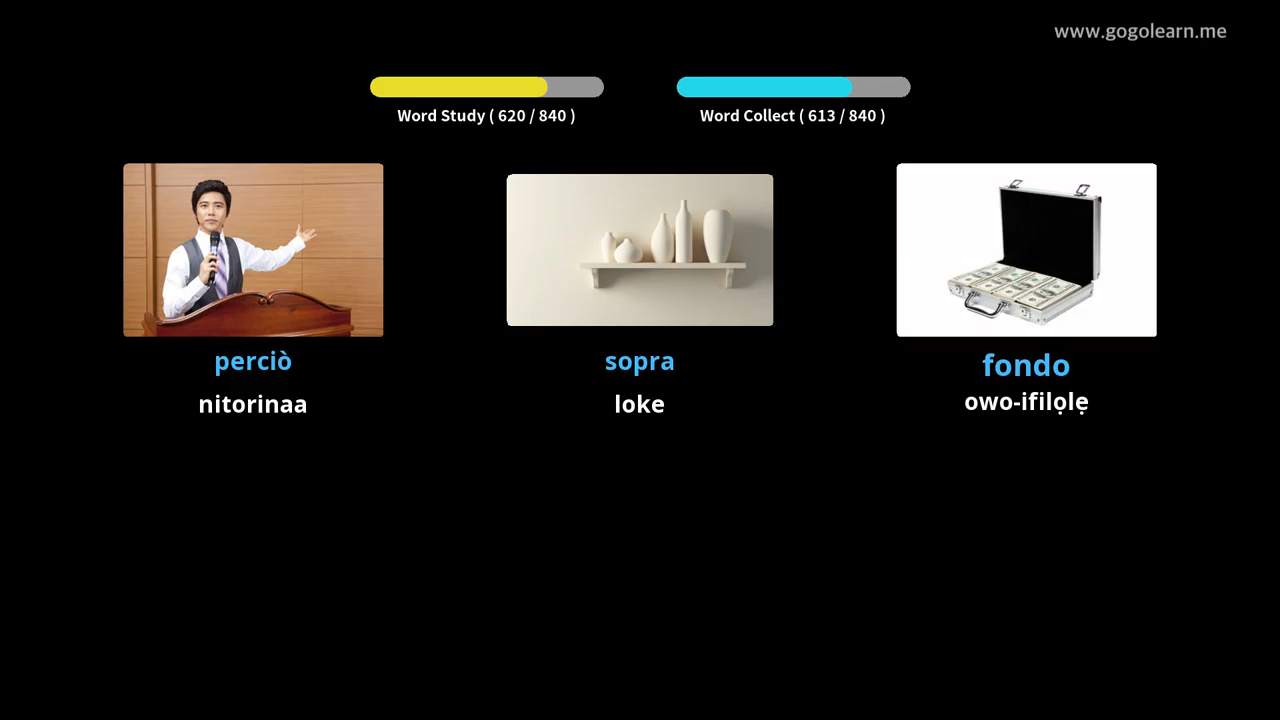 www.gogolearn.me
Word Study ( 620 / 840 )
Word Collect ( 613 / 840 )
perciò
sopra
fondo
nitorinaa
loke
owo-ifilọlẹ